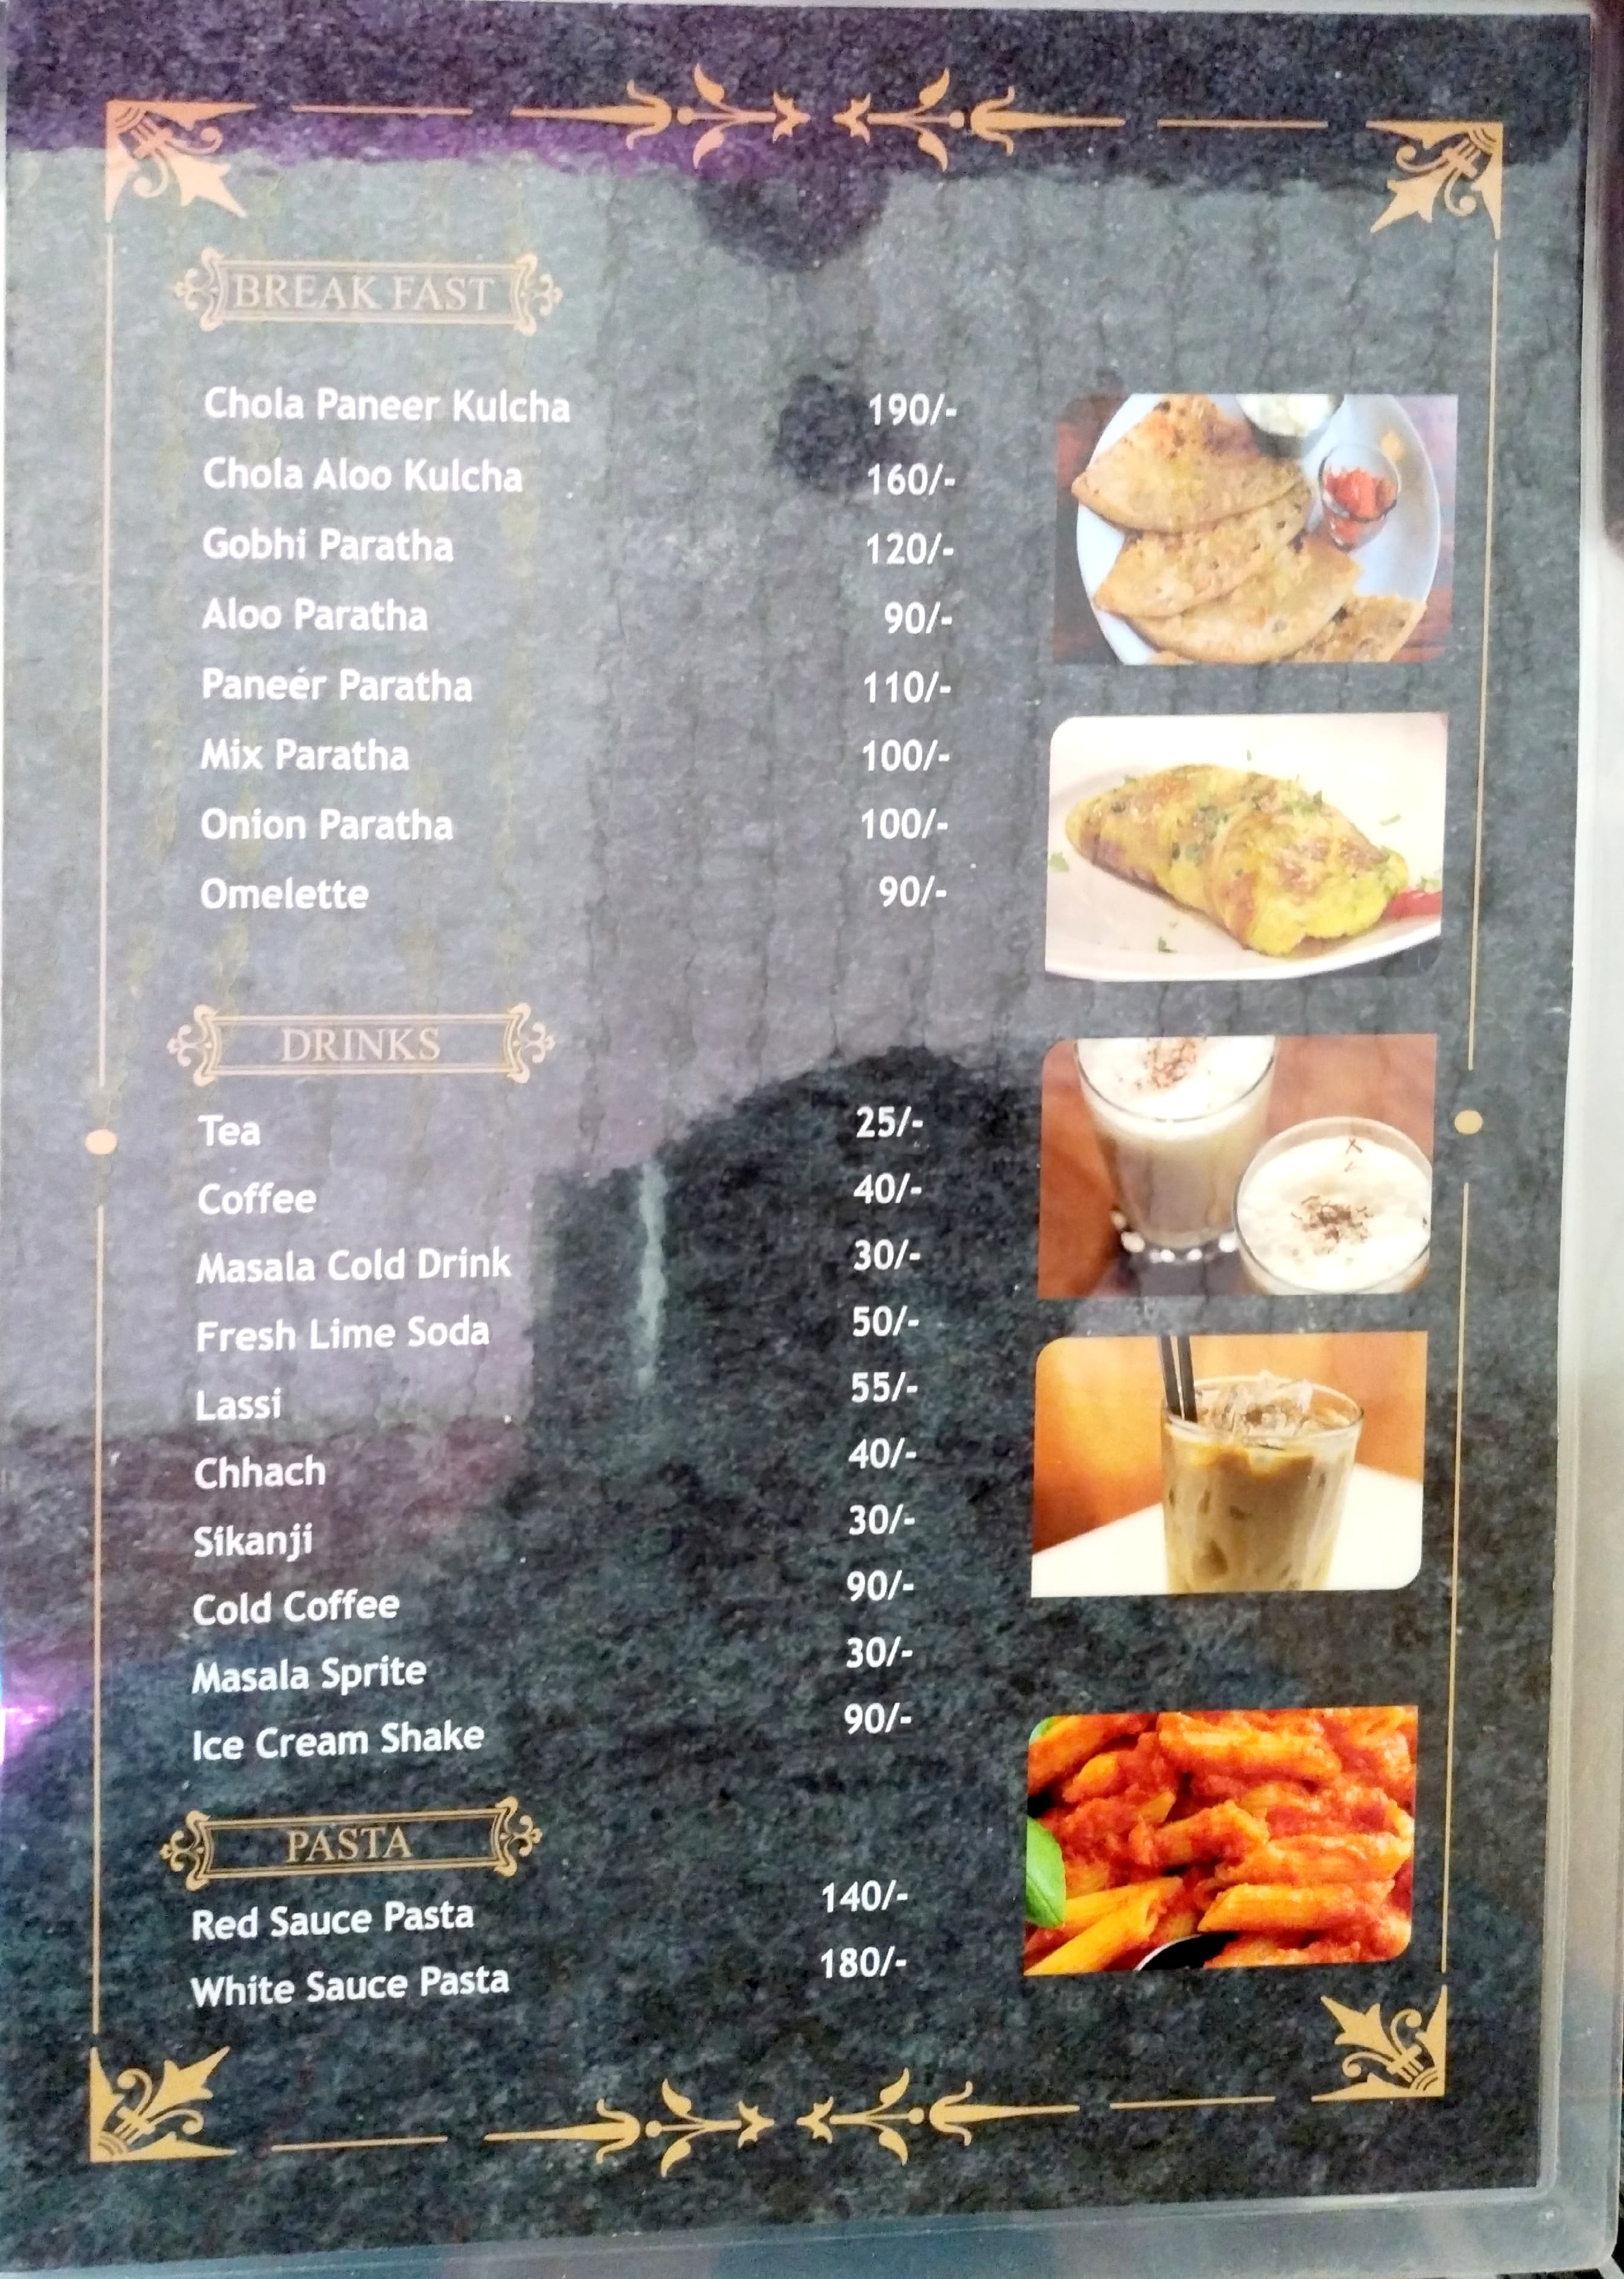 BREAK FAST
Chola Paneer Kulcha 190/-
Chola Aloo Kulcha 160/-
Gobhi Paratha 120/-
Aloo Paratha 90/-
Paneer Paratha 110/-
Mix Paratha 100/-
Onion Paratha 100/-
Omelette 90/-
DRINKS
Tea 25/-
Coffee 40/-
Masala Cold Drink 30/-
Fresh Lime Soda 50/-
Lassi 55/-
Chhach 40/-
Sikanji 30/-
Cold Coffee 90/-
Masala Sprite 30/-
Ice Cream Shake 90/-
PASTA
Red Sauce Pasta 140/-
White Sauce Pasta 180/-